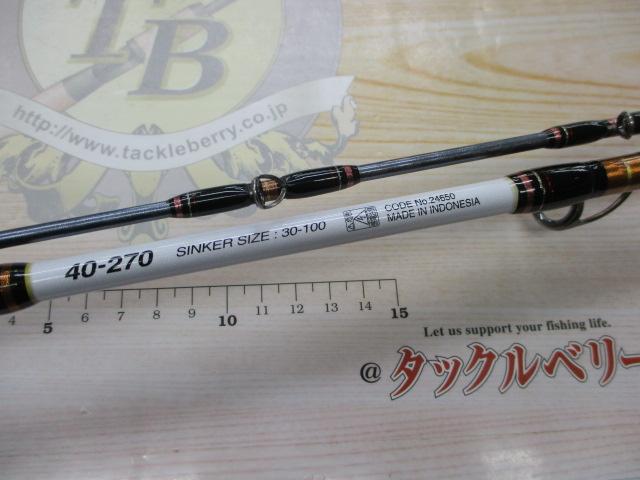 TB
http://www.tackleberry.co.jp
40-270
SINKER SIZE : 30-100
CODE No.24650
MADE IN INDONESIA
4 5 6 7 8 9 10 11 12 13 14 15
Let us support your fishing life.
@タックルベリー